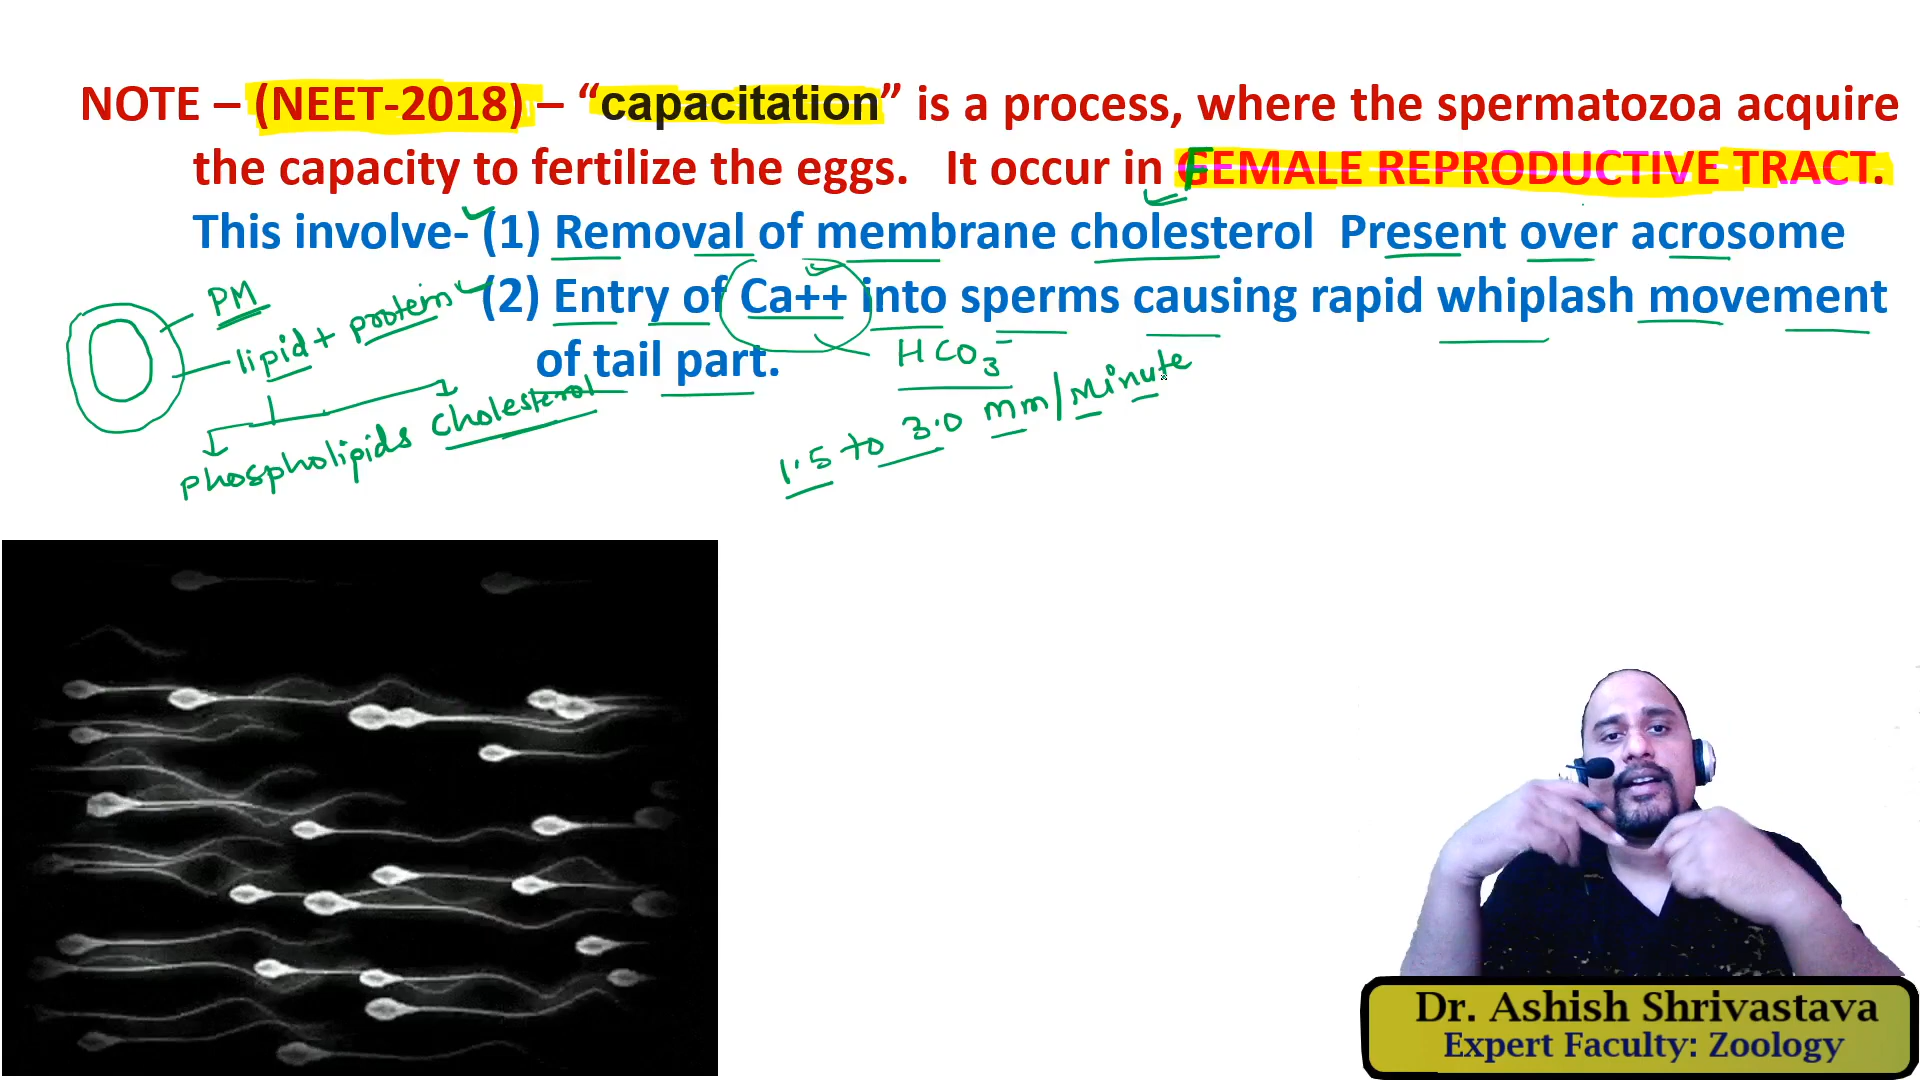 NOTE – (NEET-2018) – “capacitation” is a process, where the spermatozoa acquire
the capacity to fertilize the eggs. It occur in FEMALE REPRODUCTIVE TRACT.
This involve- (1) Removal of membrane cholesterol Present over acrosome
(2) Entry of Ca++ into sperms causing rapid whiplash movement
of tail part.
PM
lipid + protein
phospholipids cholesterol
HCO3-
1.5 to 3.0 mm/Minute
Dr. Ashish Shrivastava
Expert Faculty: Zoology